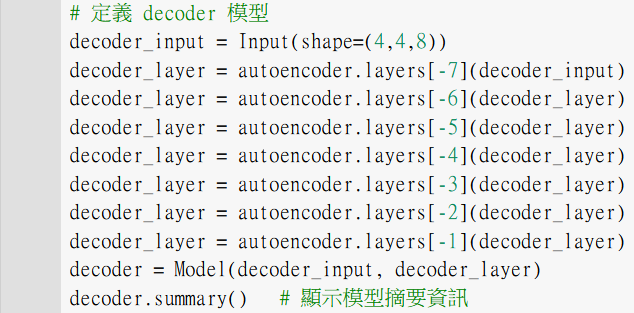 # 定義 decoder 模型
decoder_input = Input(shape=(4,4,8))
decoder_layer = autoencoder.layers[-7](decoder_input)
decoder_layer = autoencoder.layers[-6](decoder_layer)
decoder_layer = autoencoder.layers[-5](decoder_layer)
decoder_layer = autoencoder.layers[-4](decoder_layer)
decoder_layer = autoencoder.layers[-3](decoder_layer)
decoder_layer = autoencoder.layers[-2](decoder_layer)
decoder_layer = autoencoder.layers[-1](decoder_layer)
decoder = Model(decoder_input, decoder_layer)
decoder.summary()   # 顯示模型摘要資訊